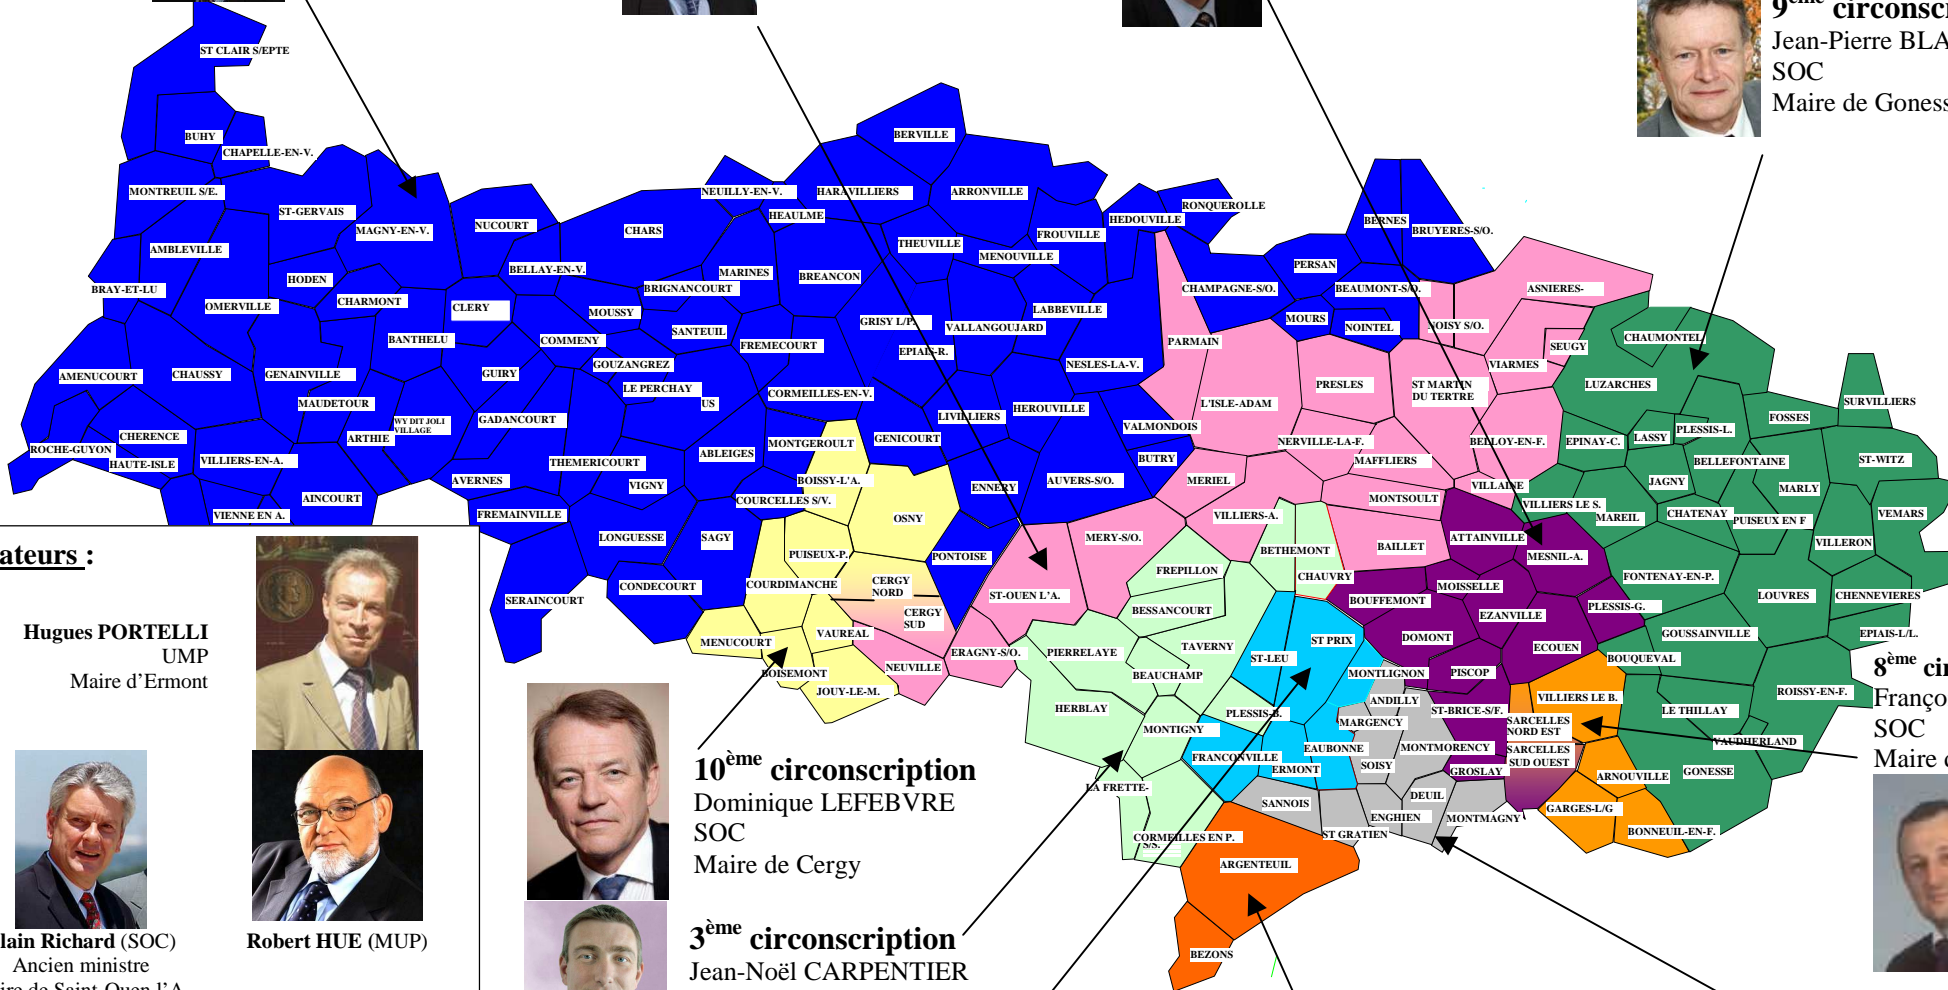 9ème circonscr
Jean-Pierre BLA
SOC
Maire de Goness
ST CLAIR S/EPTE
BUHY
CHAPELLE-EN-V.
MONTREUIL S/E.
ST-GERVAIS
MAGNY-EN-V.
NUCOURT
AMBLEVILLE
HODEN
BRAY-ET-LU
OMERVILLE
CHARMONT
CLERY
BELLAY-EN-V.
CHARS
NEUILLY-EN-V.
HEAULME
HARAVILLIERS
BERVILLE
ARRONVILLE
THEUVILLE
MENOUVILLE
FROUVILLE
HEDOUVILLE
RONQUEROLLE
BERNES
BRUYERES-S/O.
PERSAN
BEAUMONT-S/O.
CHAMPAGNE-S/O.
MOURS
NOINTEL
NOISY S/O.
ASNIERES-
SEUGY
VIARMES
CHAUMONTEL
LUZARCHES
MARINES
BREANCON
BRIGNANCOURT
MOUSSY
SANTEUIL
GRISY L/P.
VALLANGOUJARD
LABBEVILLE
EPIAIS-R.
NESLES-LA-V.
PARMAIN
BANTHELU
COMMENY
FREMECOURT
GOUZANGREZ
LE PERCHAY
US
CORMEILLES-EN-V.
AMENUCOURT
CHAUSSY
GENAINVILLE
GUIRY
MAUDETOUR
WY DIT JOLI
VILLAGE
GADANCOURT
ARTHIE
CHERENCE
ROCHE-GUYON
HAUTE-ISLE
VILLIERS-EN-A.
VIENNE EN A.
AINCOURT
AVERNES
FREMAINVILLE
THEMERICOURT
VIGNY
ABLEIGES
MONTGEROULT
GENICOURT
LIVILLIERS
HEROUVILLE
VALMONDOIS
BUTRY
ENNERY
AUVERS-S/O.
BOISSY-L'A.
COURCELLES S/V.
OSNY
LONGUESSE
SAGY
PUISEUX-P.
PONTOISE
CONDECOURT
SERAINCOURT
COURDIMANCHE
CERGY
NORD
CERGY
SUD
VAUREAL
MENUCOURT
BOISEMONT
JOUY-LE-M.
NEUVILLE
ERAGNY-S/O.
ST-OUEN L'A.
MERY-S/O.
L'ISLE-ADAM
PRESLES
ST MARTIN
DU TERTRE
NERVILLE-LA-F.
MAFFLIERS
BELLOY-EN-F.
MERIEL
MONTSOULT
VILLAINE
VILLIERS-A.
BETHEMONT
BAILLET
CHAUVRY
FREPILLON
BESSANCOURT
TAVERNY
PIERRELAYE
BEAUCHAMP
HERBLAY
MONTIGNY
LA FRETTE-
S/S.
CORMEILLES EN P.
PLESSIS-B.
FRANCONVILLE
ST-LEU
ST PRIX
ERMONT
EAUBONNE
MONTLIGNON
ANDILLY
MARGENCY
SOISY
MONTMORENCY
SANNOIS
ST GRATIEN
ENGHIEN
DEUIL
MONTMAGNY
ARGENTEUIL
BEZONS
ATTAINVILLE
MESNIL-A.
MOISSELLE
BOUFFEMONT
EZANVILLE
DOMONT
PLESSIS-G.
ECOUEN
PISCOP
ST-BRICE-S/F.
GROSLAY
SARCELLES
NORD EST
SARCELLES
SUD OUEST
VILLIERS LE B.
ARNOUVILLE
GARGES-L/G
BONNEUIL-EN-F.
EPINAY-C.
LASSY
PLESSIS-L.
FOSSES
SURVILLIERS
BELLEFONTAINE
ST-WITZ
JAGNY
MARLY
VILLIERS LE S.
MAREIL
CHATENAY
PUISEUX EN F
VEMARS
VILLERON
FONTENAY-EN-P.
LOUVRES
CHENNEVIERES
GOUSSAINVILLE
EPIAIS-L/L.
BOUQUEVAL
ROISSY-EN-F.
LE THILLAY
VAUDHERLAND
GONESSE
8ème cir
Franço
SOC
Maire d
ateurs :
Hugues PORTELLI
UMP
Maire d'Ermont
lain Richard (SOC)
Ancien ministre
ire de Saint-Ouen l'A
Robert HUE (MUP)
10ème circonscription
Dominique LEFEBVRE
SOC
Maire de Cergy
3ème circonscription
Jean-Noël CARPENTIER